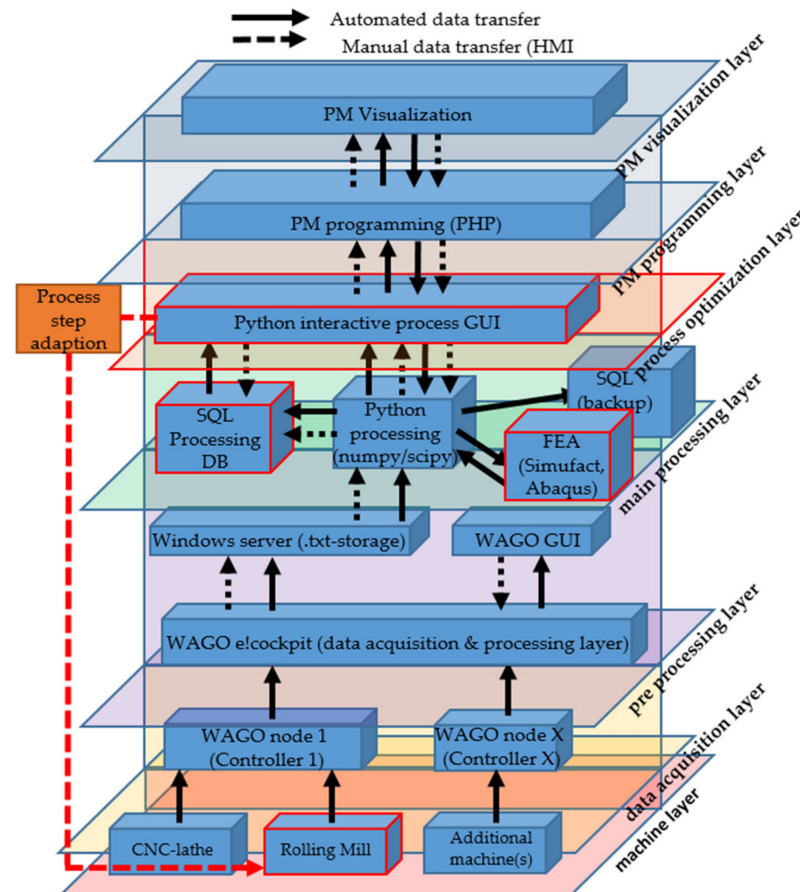 Automated data transfer
Manual data transfer (HMI
PM Visualization
PM visualization layer
PM programming (PHP)
PM programming layer
Process
step
adaption
Python interactive process GUI
process optimization layer
SQL
Processing
DB
Python
processing
(numpy/scipy)
SQL
(backup)
FEA
(Simufact,
Abaqus)
main processing layer
Windows server (.txt-storage)
WAGO GUI
WAGO e!cockpit (data acquisition & processing layer)
pre processing layer
WAGO node 1
(Controller 1)
WAGO node X
(Controller X)
data acquisition layer
CNC-lathe
Rolling Mill
Additional
machine(s)
machine layer